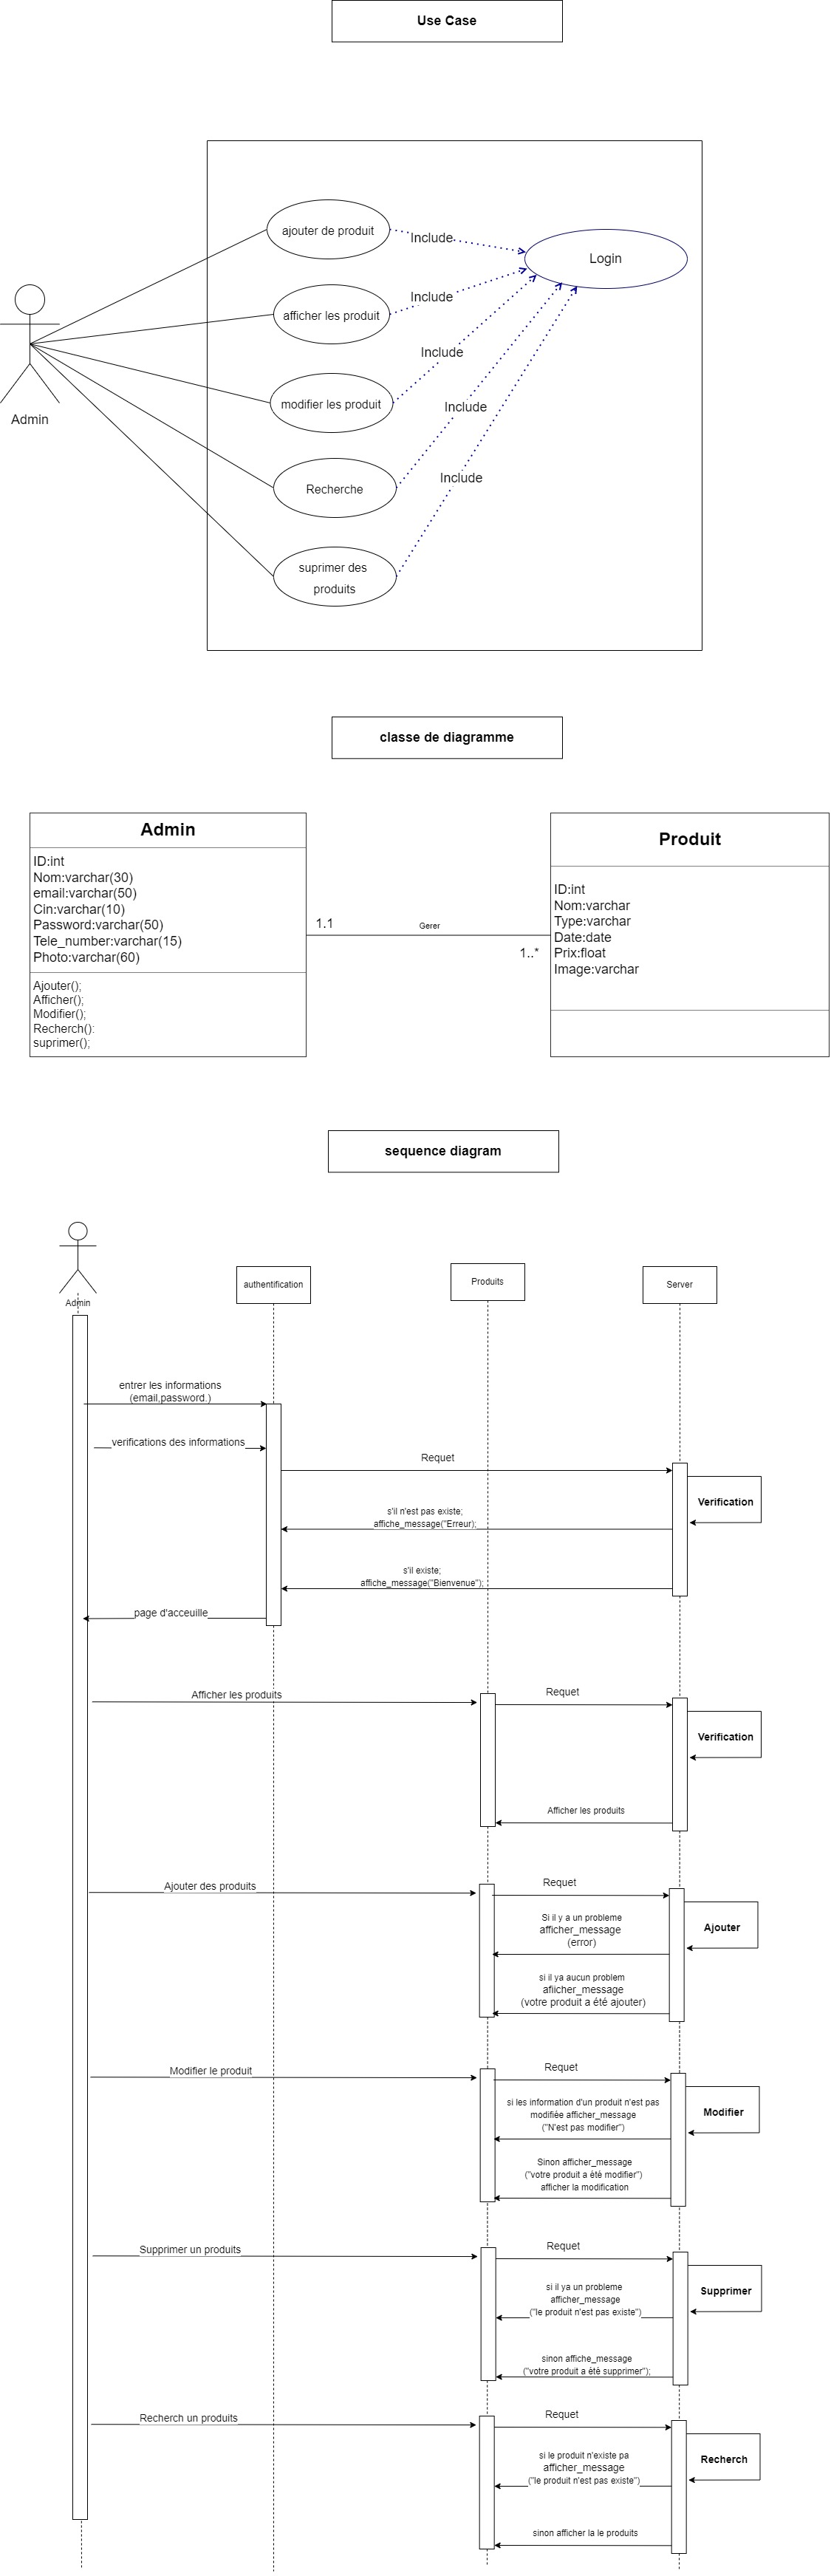 Use Case
ajouter de produit
Include
Login
afficher les produit
Include
Include
modifier les produit
Admin
Include
Recherche
Include
suprimer des
produits
classe de diagramme
Admin
ID:int
Nom:varchar(30)
email:varchar(50)
Cin:varchar(10)
Password:varchar(50)
Tele_number:varchar(15)
Photo:varchar(60)
Ajouter();
Afficher();
Modifier();
Recherch():
suprimer();
1.1
Gerer
1..*
Produit
ID:int
Nom:varchar
Type:varchar
Date:date
Prix:float
Image:varchar
sequence diagram
Admin
authentification
Produits
Server
entrer les informations
(email,password.)
verifications des informations
Requet
Verification
s'il n'est pas existe;
affiche_message("Erreur);
s'il existe;
affiche_message("Bienvenue");
page d'acceuille
Afficher les produits
Requet
Verification
Afficher les produits
Ajouter des produits
Requet
Ajouter
Si il y a un probleme
afficher_message
(error)
si il ya aucun problem
afiicher_message
(votre produit a été ajouter)
Modifier le produit
Requet
Modifier
si les information d'un produit n'est pas
modifiée afficher_message
("N'est pas modifier")
Sinon afficher_message
("votre produit a été modifier")
afficher la modification
Supprimer un produits
Requet
Supprimer
si il ya un probleme
afficher_message
("le produit n'est pas existe")
sinon affiche_message
("votre produit a été supprimer");
Recherch un produits
Requet
Recherch
si le produit n'existe pa
afficher_message
("le produit n'est pas existe")
sinon afficher la le produits